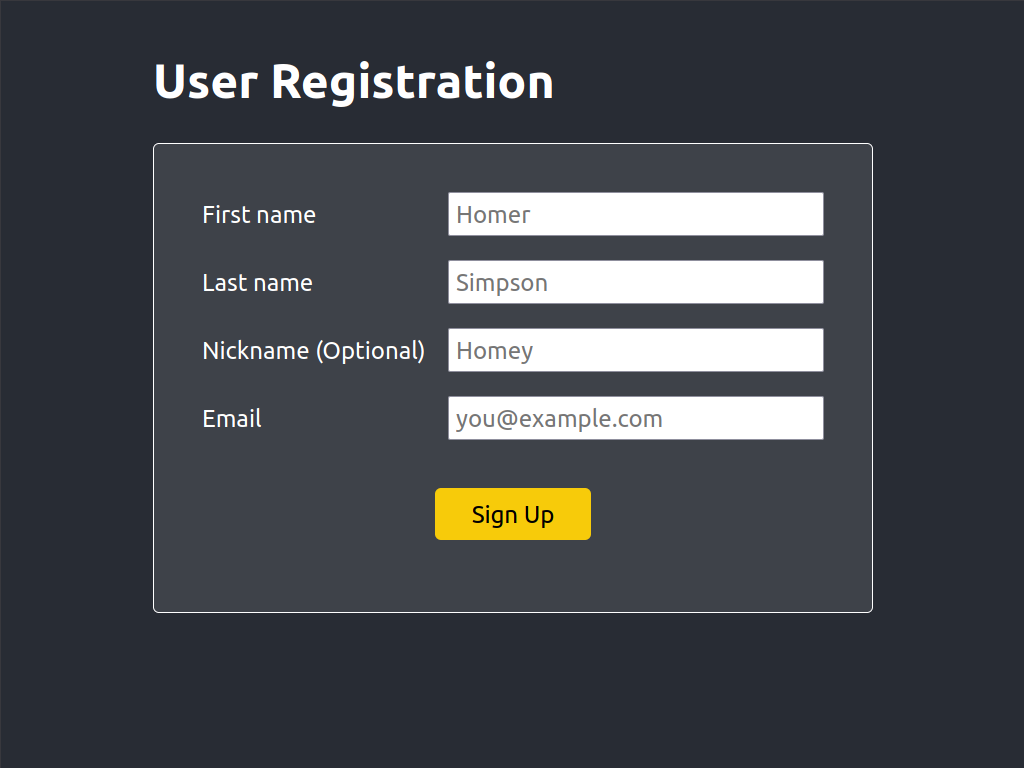 User Registration
First name Homer
Last name Simpson
Nickname (Optional) Homey
Email you@example.com
Sign Up